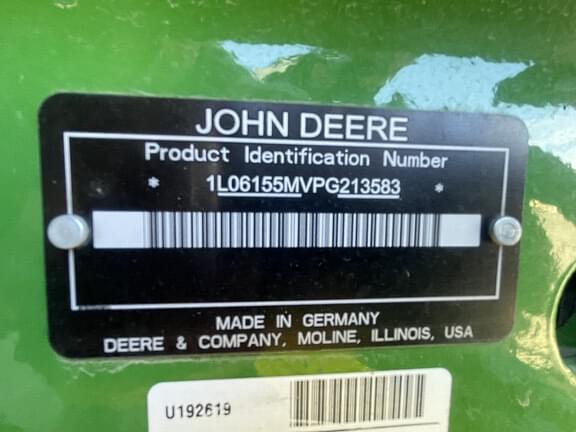 JOHN DEERE
Product Identification Number
* 1L06155MVPG213583 *
MADE IN GERMANY
DEERE & COMPANY, MOLINE, ILLINOIS, USA
U192619